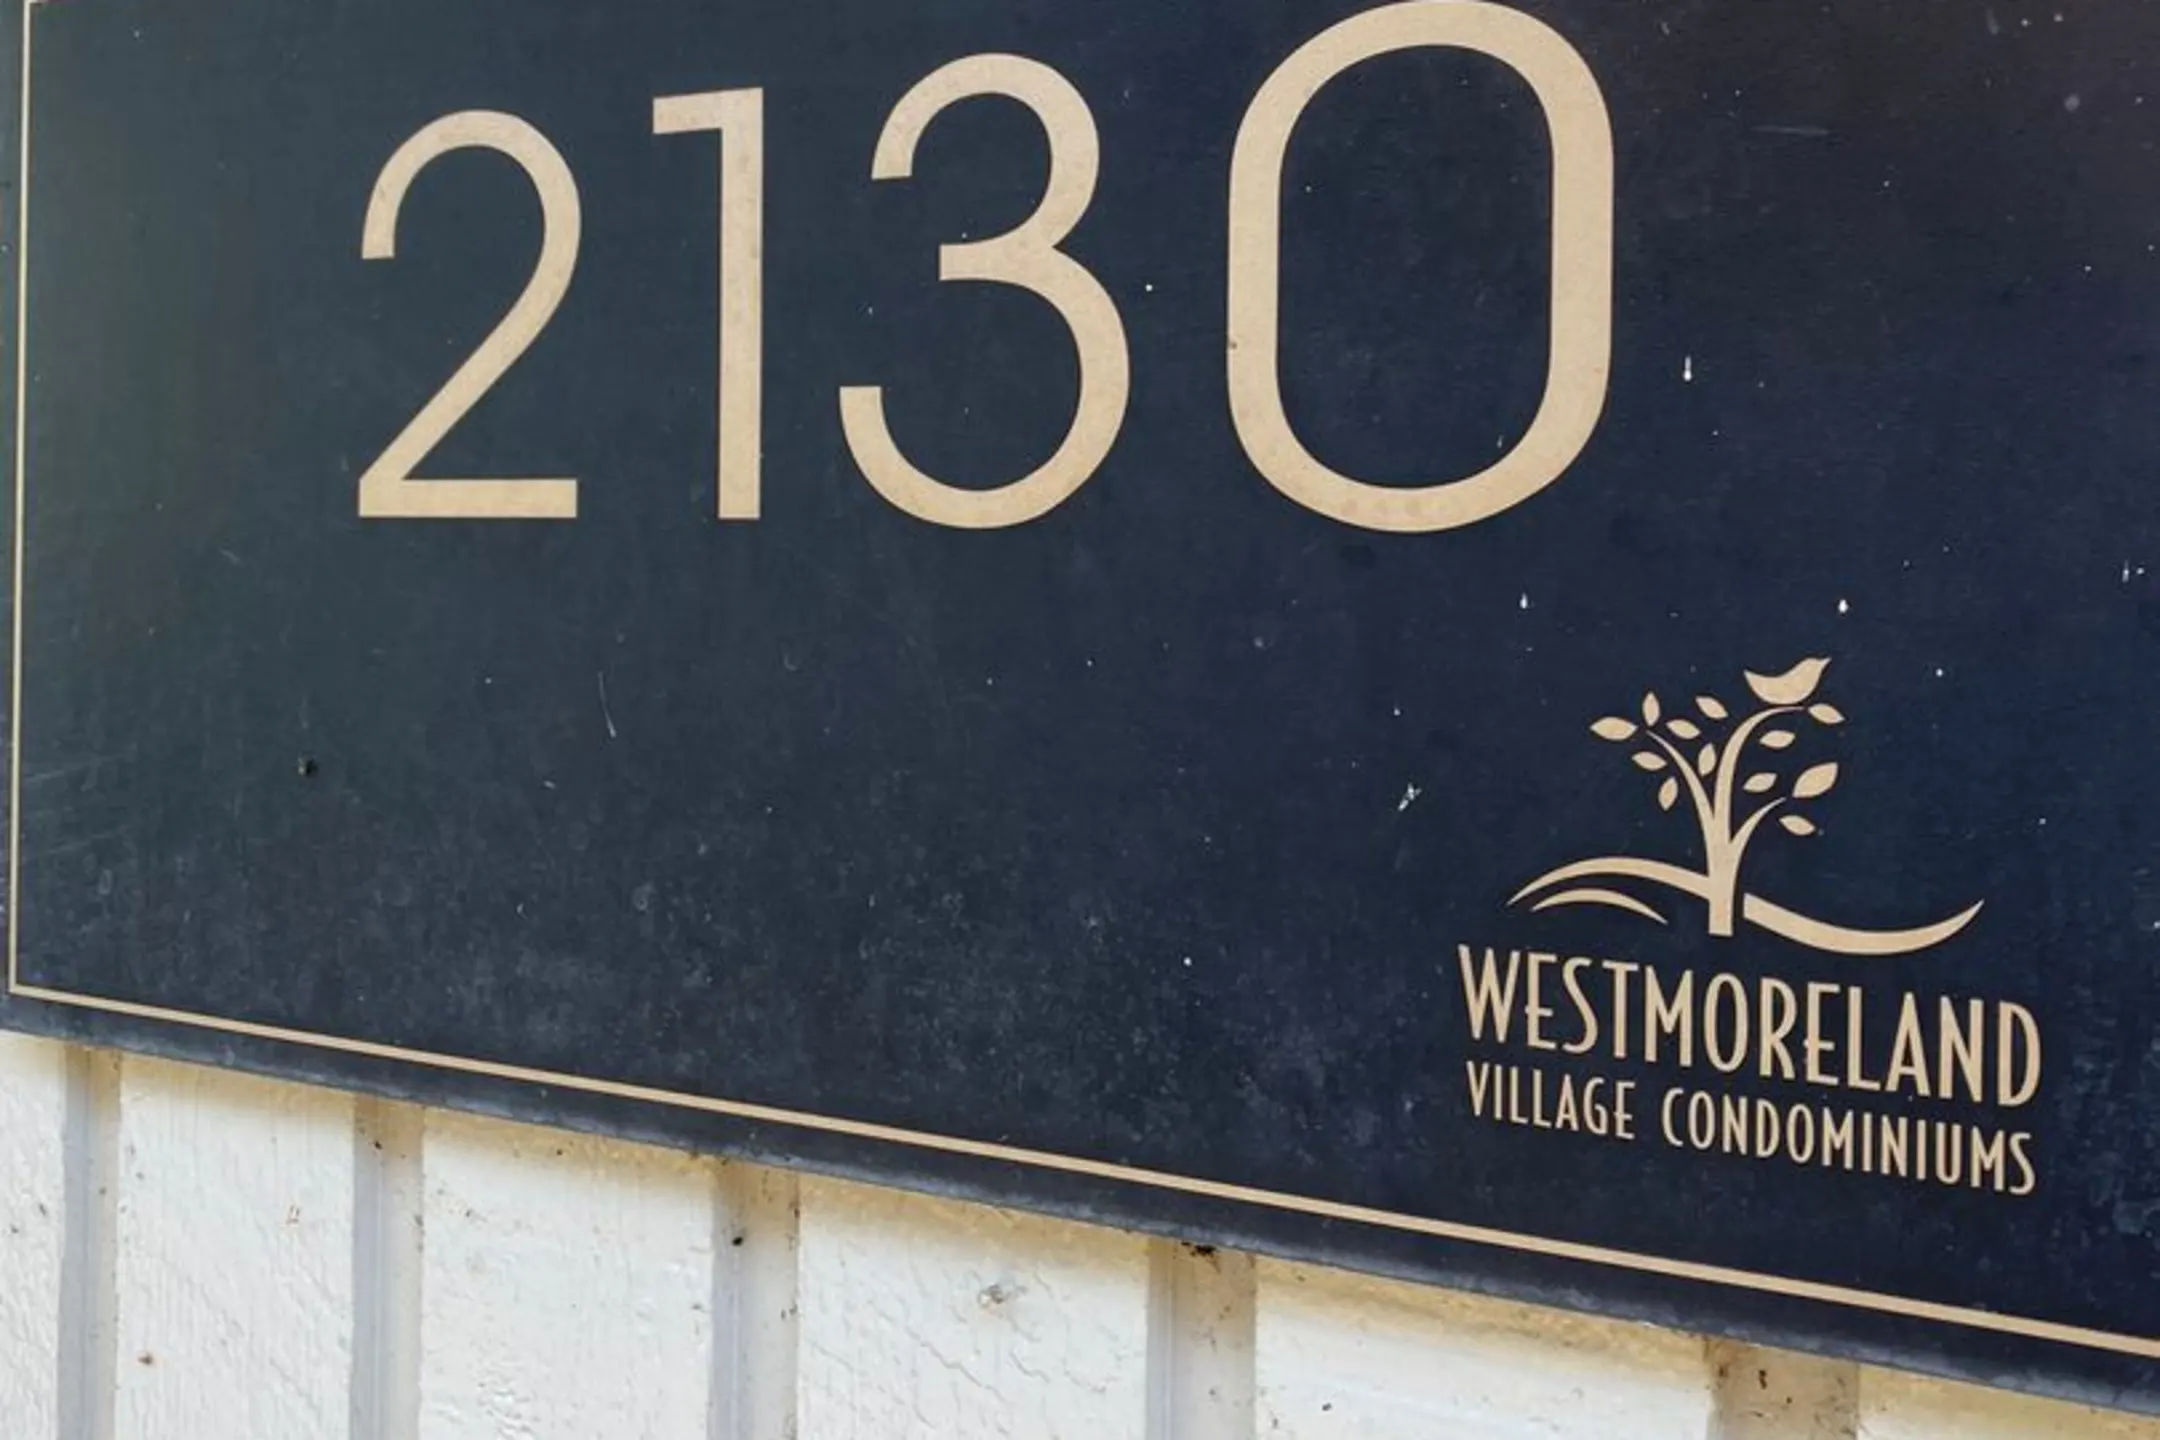 2130
WESTMORELAND
VILLAGE CONDOMINIUMS